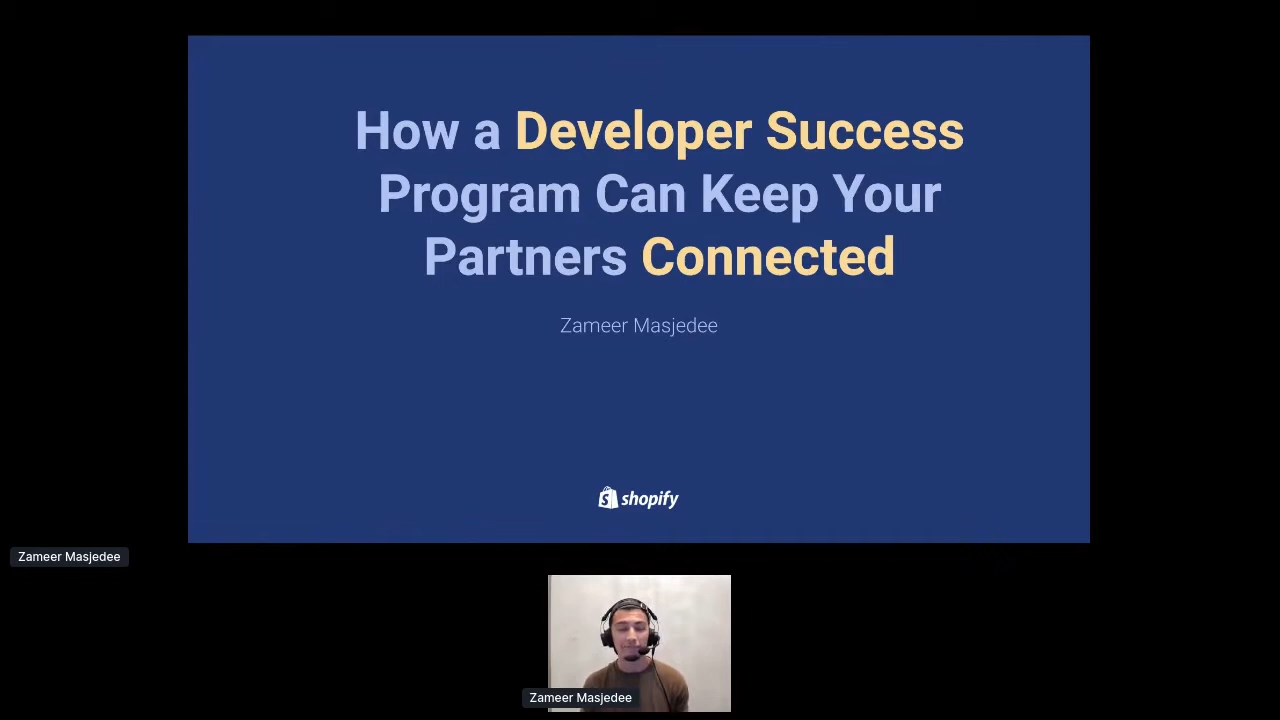 How a Developer Success
Program Can Keep Your
Partners Connected
Zameer Masjedee
shopify
Zameer Masjedee
Zameer Masjedee